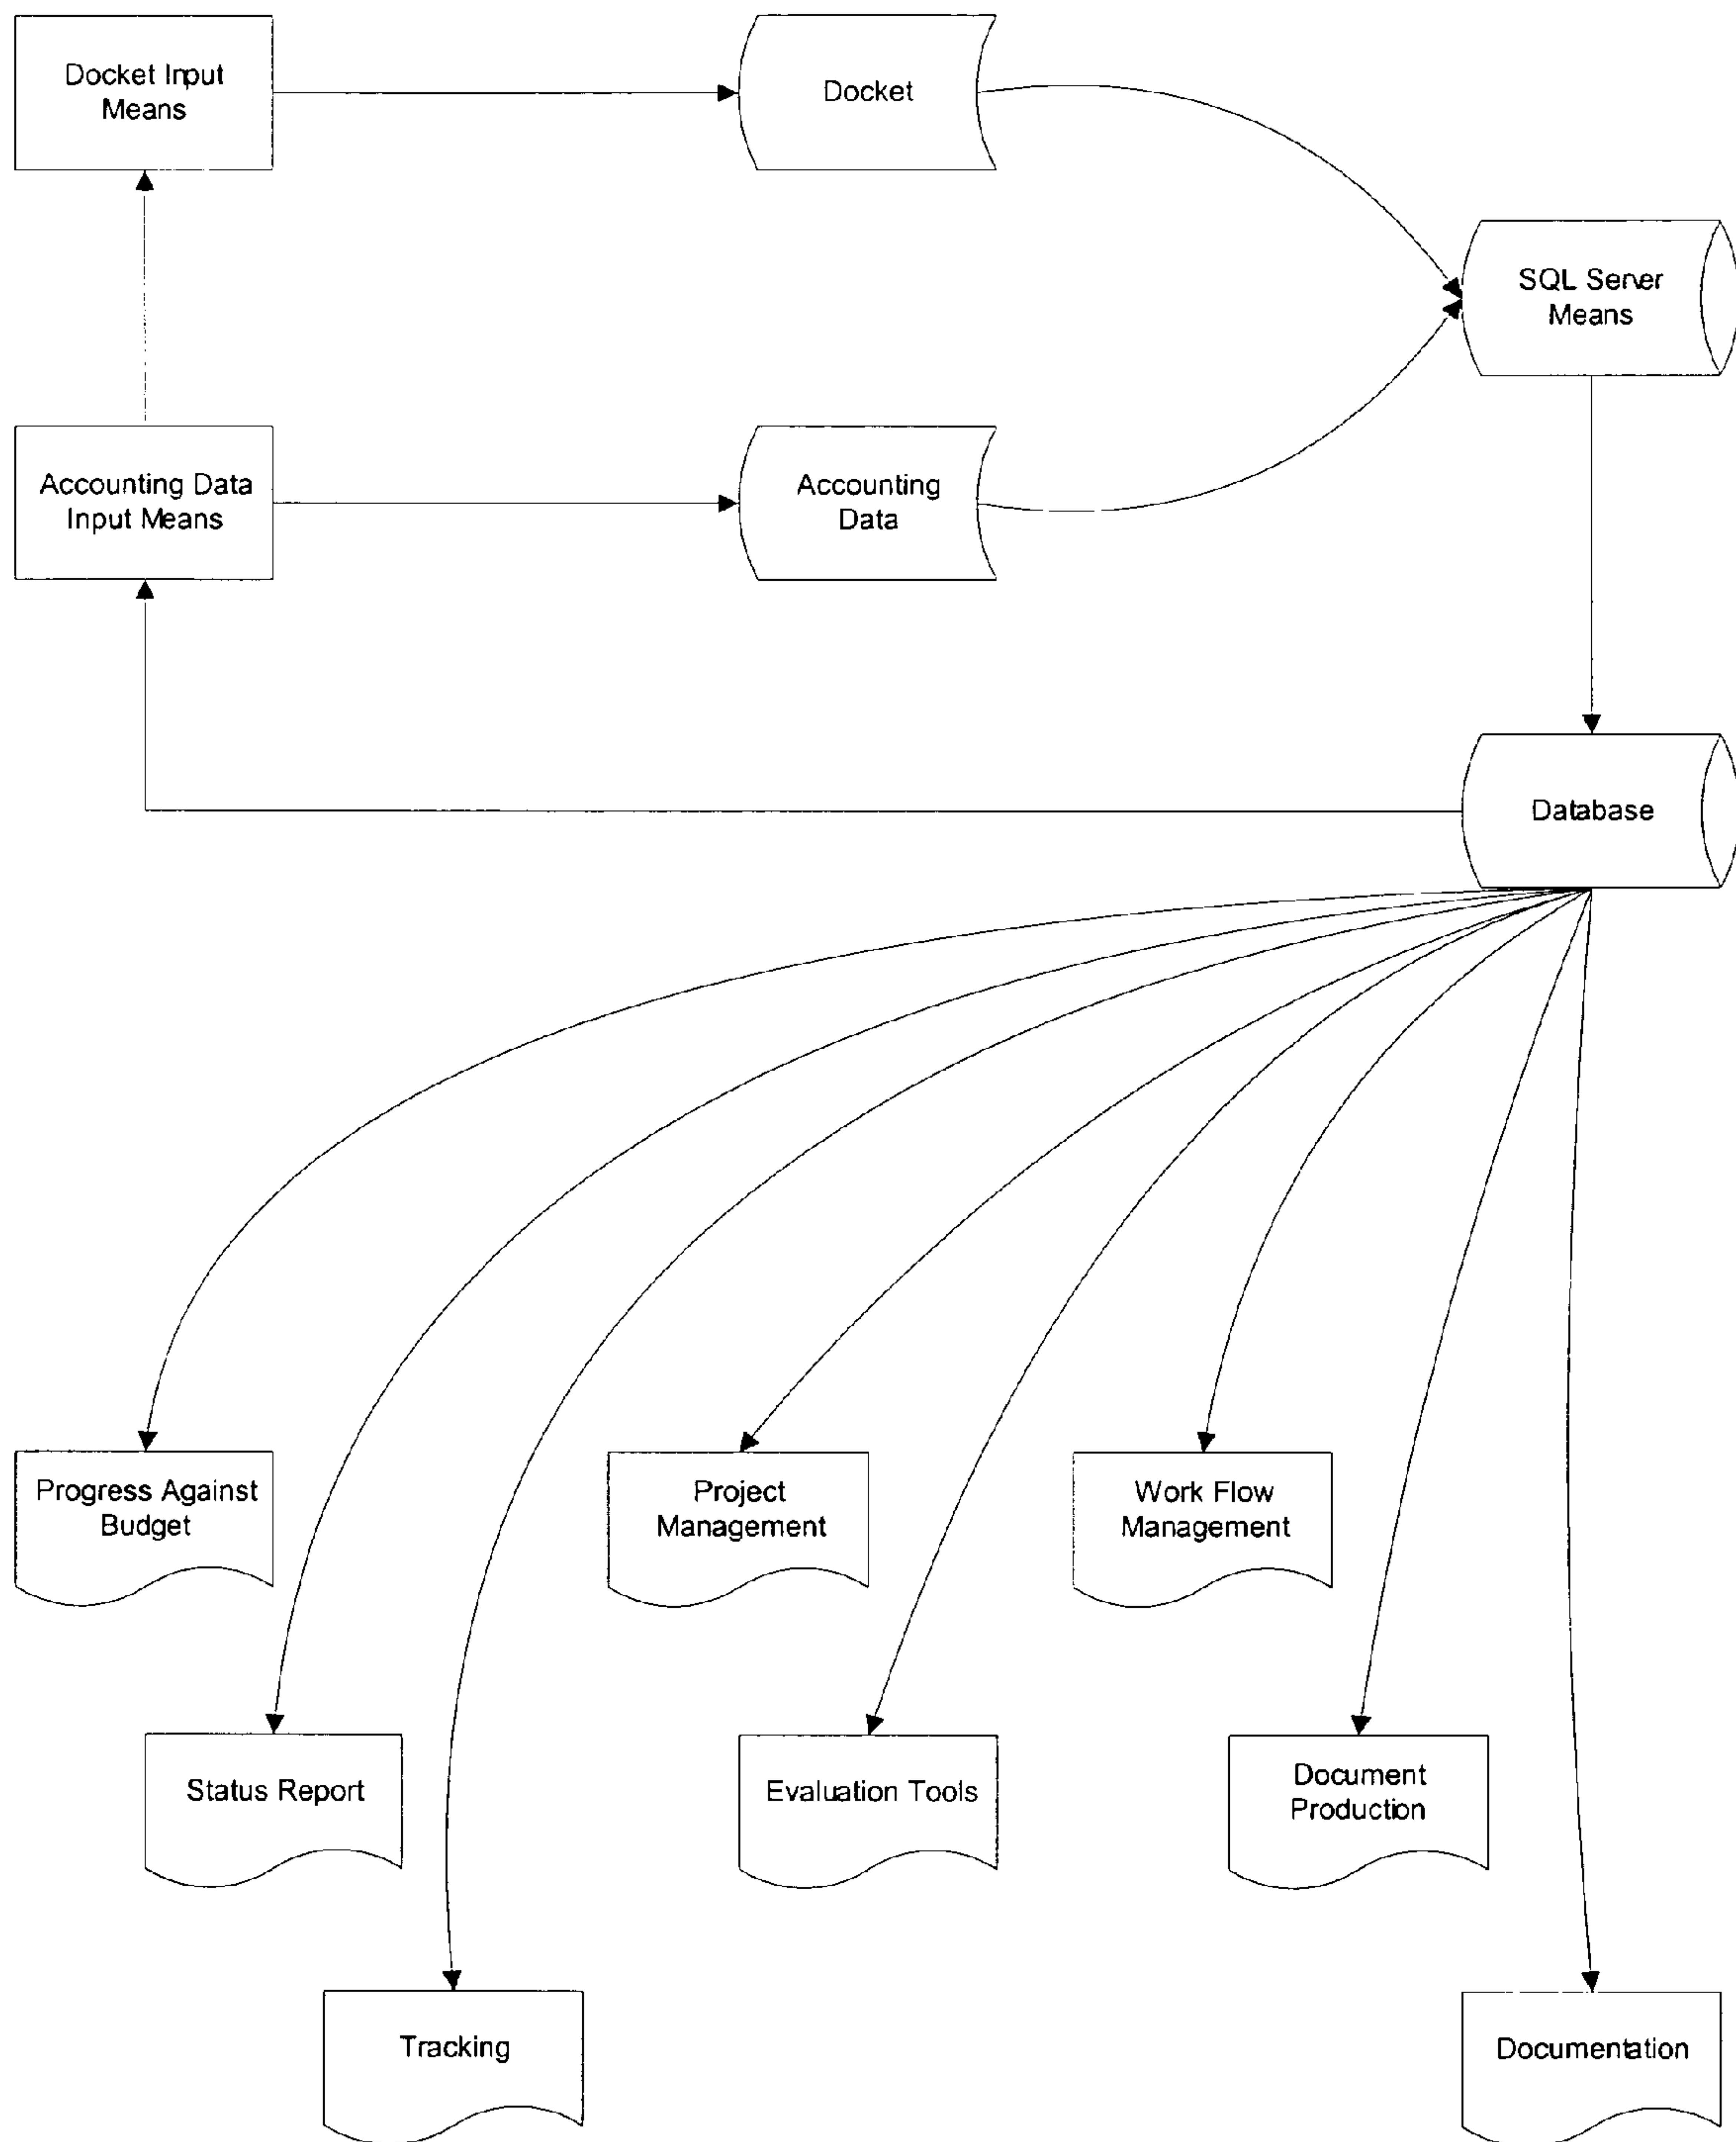 Docket Input
Means
Docket
SQL Server
Means
Accounting Data
Input Means
Accounting
Data
Database
Progress Against
Budget
Project
Management
Work Flow
Management
Status Report
Evaluation Tools
Document
Production
Tracking
Documentation